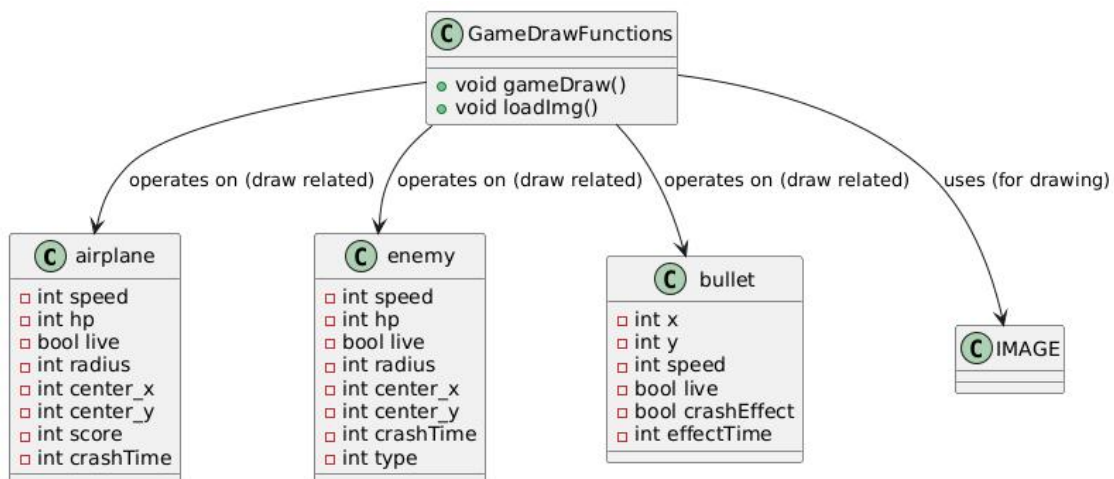 C GameDrawFunctions
void gameDraw()
void loadImg()
operates on (draw related)
operates on (draw related)
operates on (draw related)
uses (for drawing)
C airplane
int speed
int hp
bool live
int radius
int center_x
int center_y
int score
int crashTime
C enemy
int speed
int hp
bool live
int radius
int center_x
int center_y
int crashTime
int type
C bullet
int x
int y
int speed
bool live
bool crashEffect
int effectTime
C IMAGE